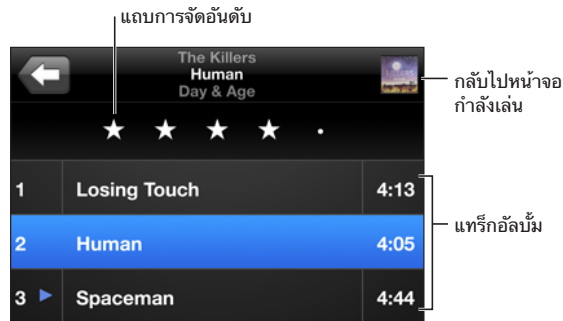 แถบการจัดอันดับ
The Killers
Human
Day & Age
กลับไปหน้าจอ
กำลังเล่น
1 Losing Touch 4:13
2 Human 4:05
แทร็กอัลบั้ม
3 Spaceman 4:44